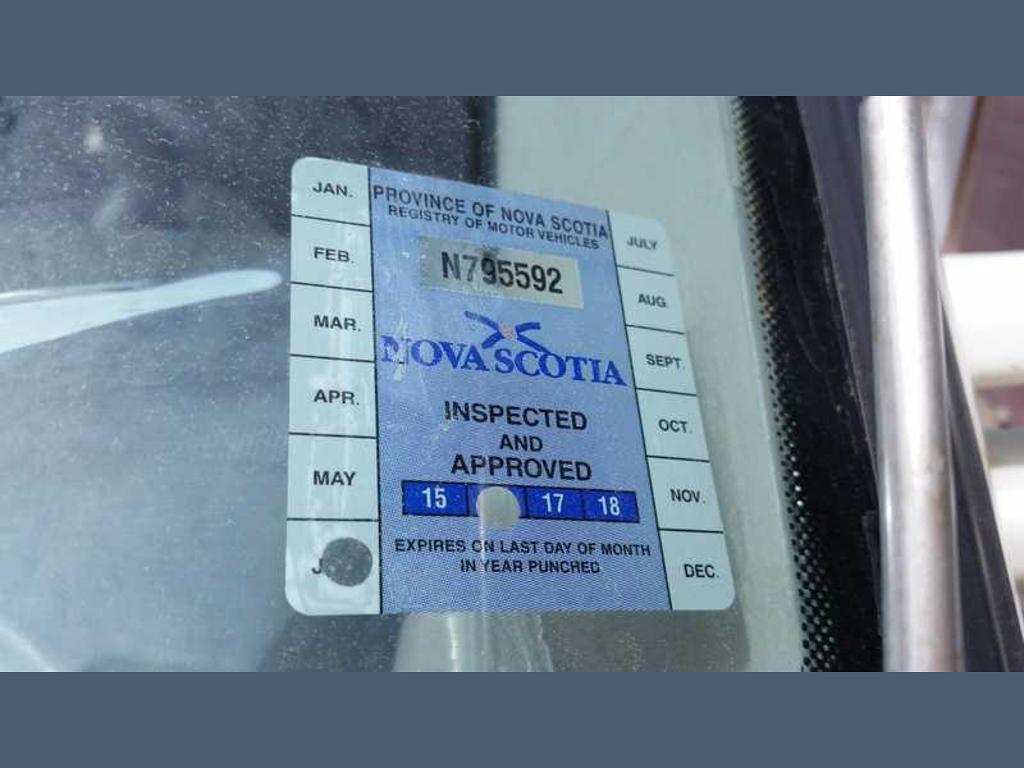 JAN.
FEB.
MAR.
APR.
MAY
J
PROVINCE OF NOVA SCOTIA
REGISTRY OF MOTOR VEHICLES
N795592
NOVA SCOTIA
INSPECTED
AND
APPROVED
15 17 18
EXPIRES ON LAST DAY OF MONTH
IN YEAR PUNCHED
JULY
AUG.
SEPT.
OCT.
NOV.
DEC.